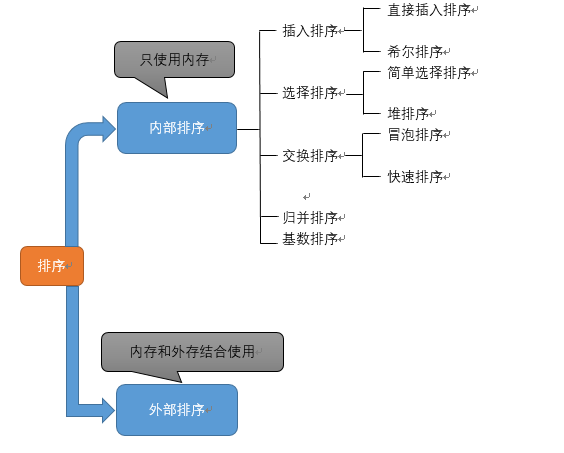 直接插入排序
插入排序
希尔排序
只使用内存
简单选择排序
选择排序
堆排序
内部排序
冒泡排序
交换排序
快速排序
归并排序
基数排序
排序
内存和外存结合使用
外部排序